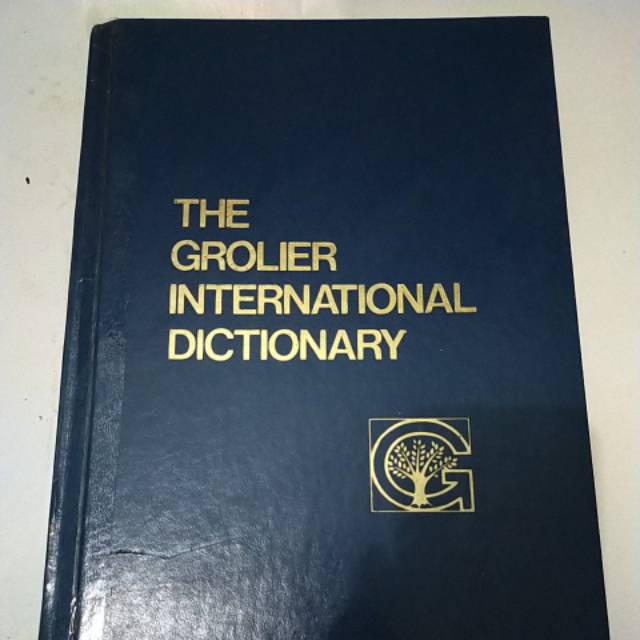 THE
GROLIER
INTERNATIONAL
DICTIONARY
G